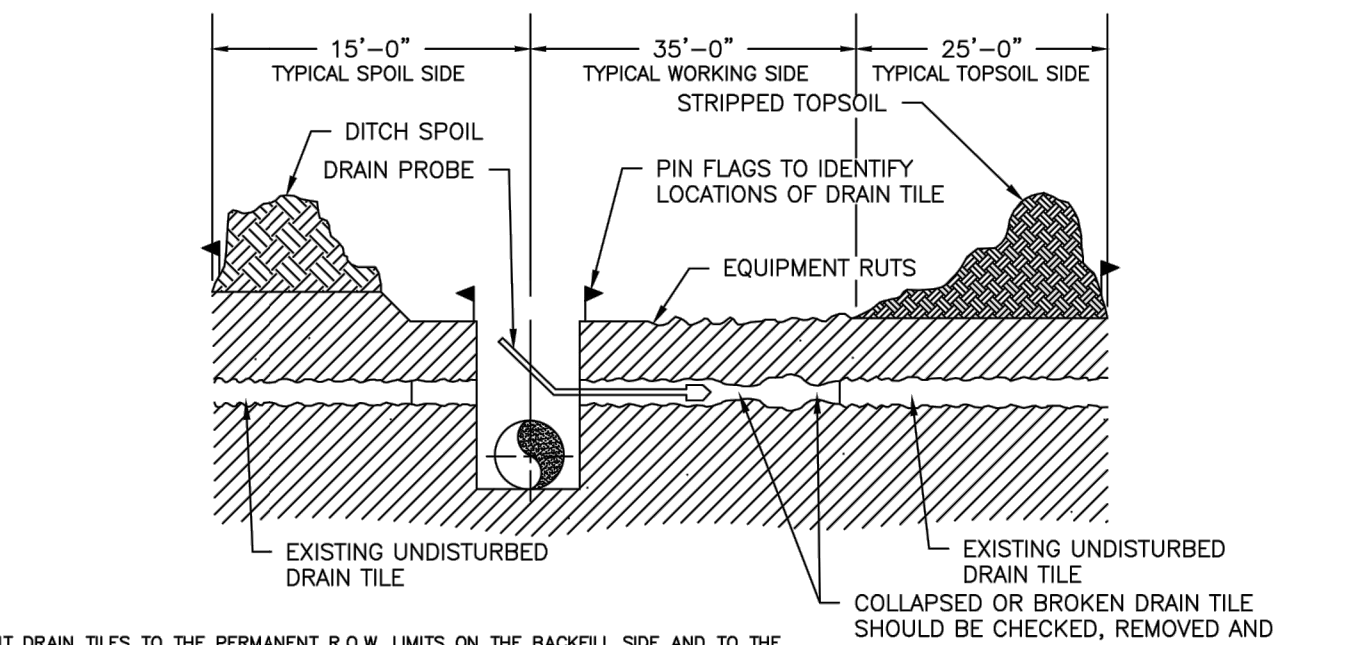 15'-0"
35'-0"
25'-0"
TYPICAL SPOIL SIDE
TYPICAL WORKING SIDE
TYPICAL TOPSOIL SIDE
STRIPPED TOPSOIL
DITCH SPOIL
DRAIN PROBE
PIN FLAGS TO IDENTIFY
LOCATIONS OF DRAIN TILE
EQUIPMENT RUTS
EXISTING UNDISTURBED
DRAIN TILE
EXISTING UNDISTURBED
DRAIN TILE
COLLAPSED OR BROKEN DRAIN TILE
SHOULD BE CHECKED, REMOVED AND
DRAIN TILES TO THE PERMANENT R.O.W. LIMITS ON THE BACKFILL SIDE AND TO THE